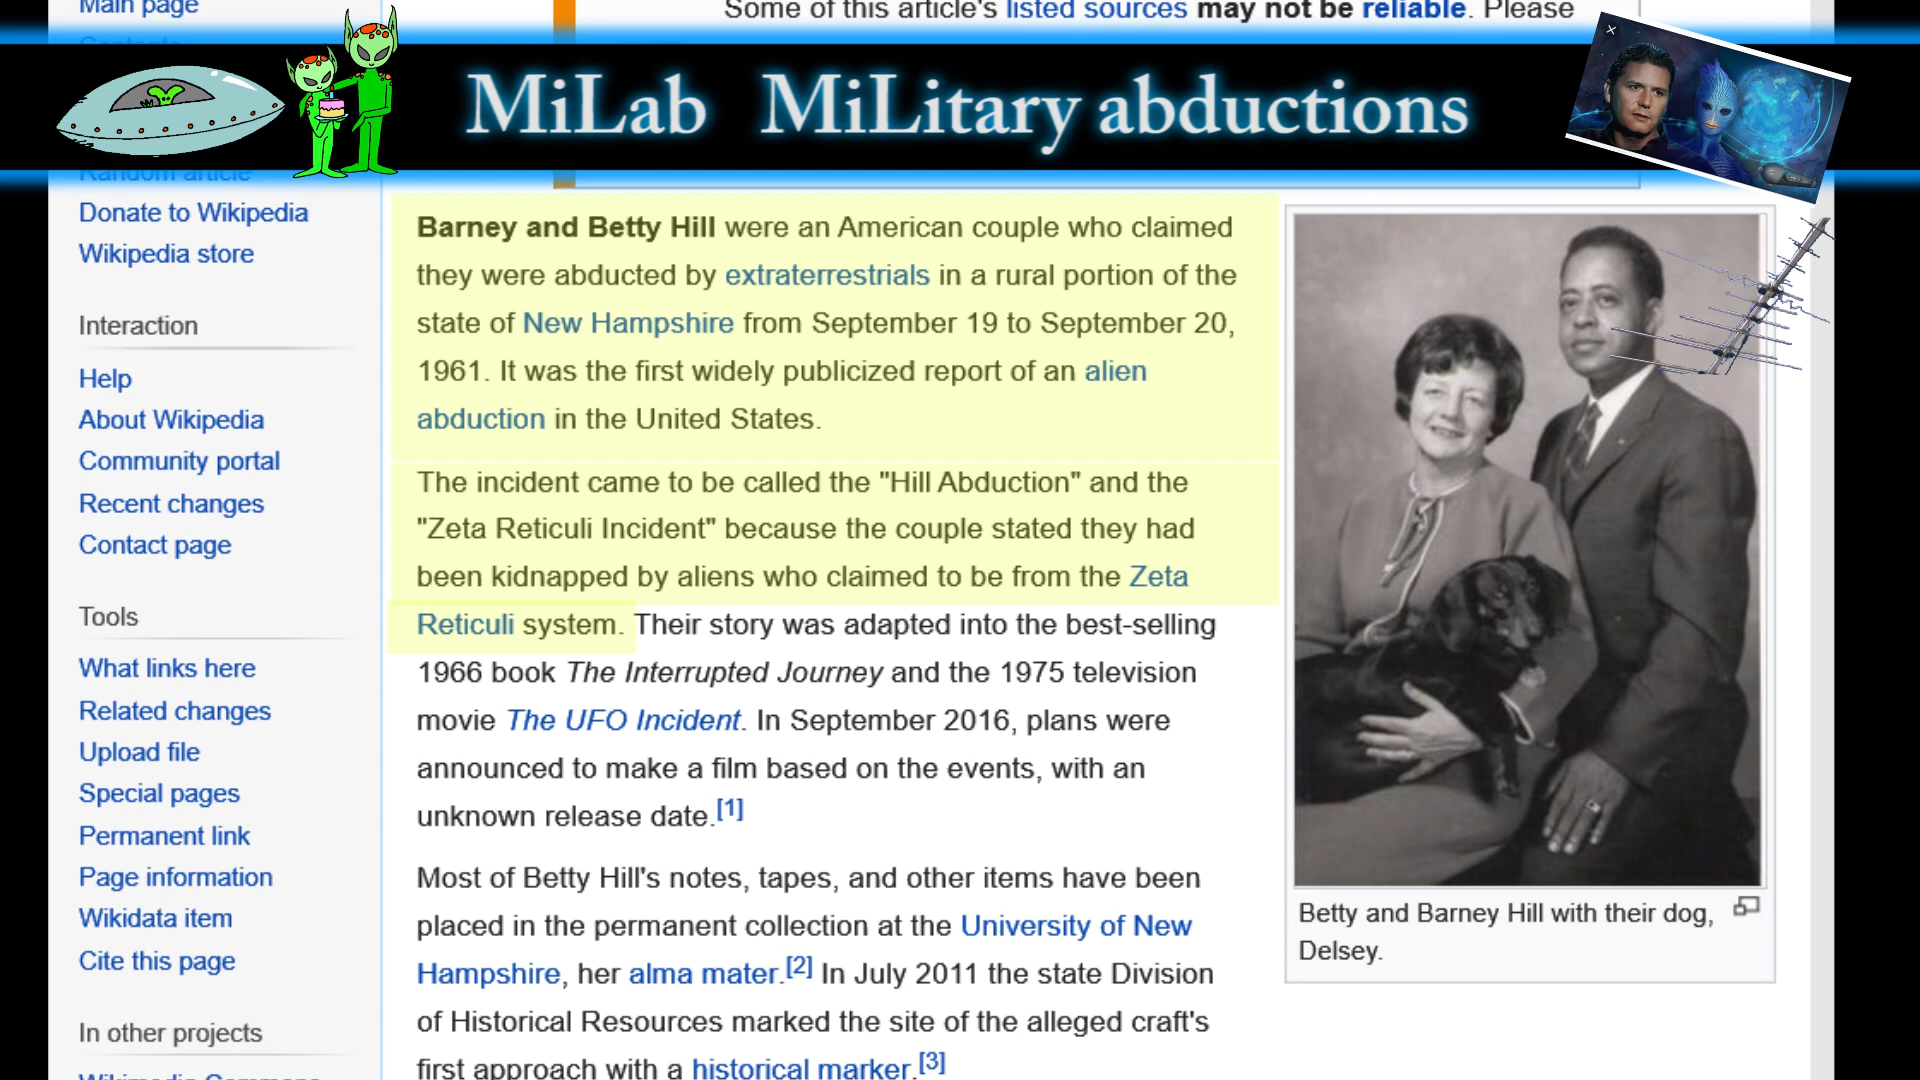 Main page
Some of this article's listed sources may not be reliable. Please
Contents
MiLab MiLitary abductions
Random article
Donate to Wikipedia
Wikipedia store
Interaction
Help
About Wikipedia
Community portal
Recent changes
Contact page
Tools
What links here
Related changes
Upload file
Special pages
Permanent link
Page information
Wikidata item
Cite this page
In other projects
Wikimedia Commons
Barney and Betty Hill were an American couple who claimed
they were abducted by extraterrestrials in a rural portion of the
state of New Hampshire from September 19 to September 20,
1961. It was the first widely publicized report of an alien
abduction in the United States.
The incident came to be called the "Hill Abduction" and the
"Zeta Reticuli Incident" because the couple stated they had
been kidnapped by aliens who claimed to be from the Zeta
Reticuli system. Their story was adapted into the best-selling
1966 book The Interrupted Journey and the 1975 television
movie The UFO Incident. In September 2016, plans were
announced to make a film based on the events, with an
unknown release date.[1]
Most of Betty Hill's notes, tapes, and other items have been
placed in the permanent collection at the University of New
Hampshire, her alma mater.[2] In July 2011 the state Division
of Historical Resources marked the site of the alleged craft's
first approach with a historical marker.[3]
Betty and Barney Hill with their dog,
Delsey.